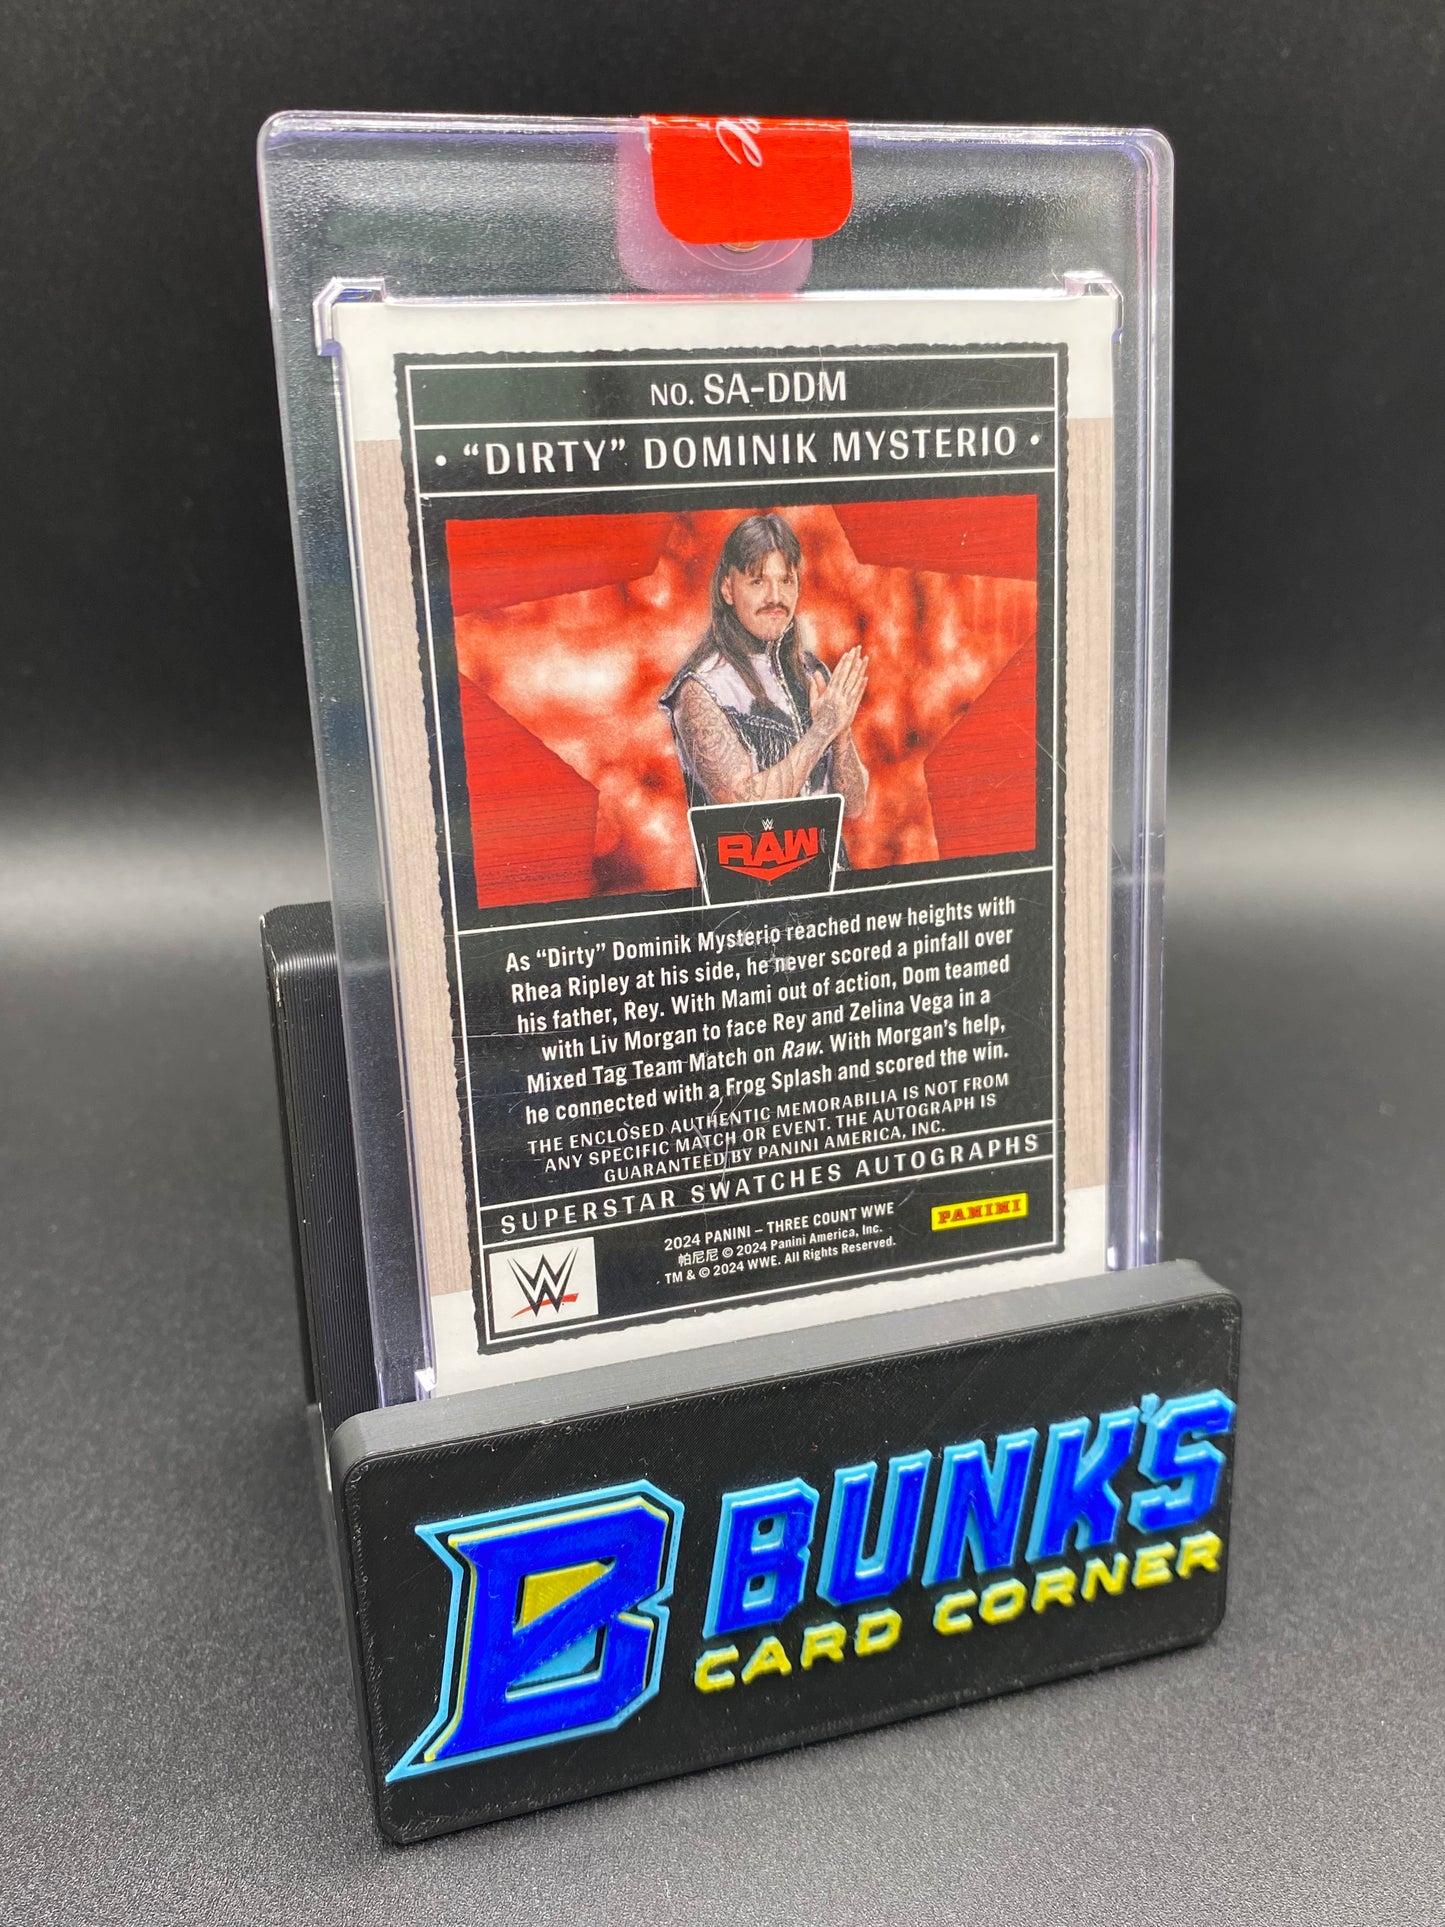 NO. SA-DDM
• "DIRTY" DOMINIK MYSTERIO •
W
RAW
As "Dirty" Dominik Mysterio reached new heights with
Rhea Ripley at his side, he never scored a pinfall over
his father, Rey. With Mami out of action, Dom teamed
with Liv Morgan to face Rey and Zelina Vega in a
Mixed Tag Team Match on Raw. With Morgan's help,
he connected with a Frog Splash and scored the win.
THE ENCLOSED AUTHENTIC MEMORABILIA IS NOT FROM
ANY SPECIFIC MATCH OR EVENT. THE AUTOGRAPH IS
GUARANTEED BY PANINI AMERICA, INC.
SUPERSTAR SWATCHES AUTOGRAPHS
W
2024 PANINI – THREE COUNT WWE
帕尼尼 © 2024 Panini America, Inc.
TM & © 2024 WWE. All Rights Reserved.
PANINI
B BUNK'S
CARD CORNER